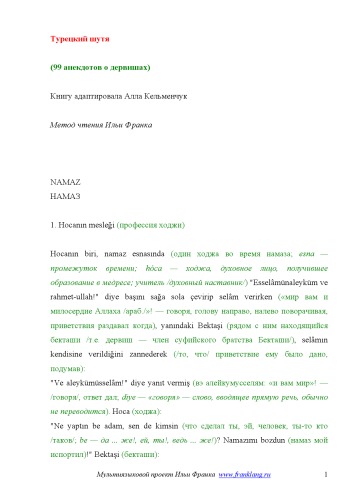 Турецкий шутя
(99 анекдотов о дервишах)
Книгу адаптировала Алла Кельменчук
Метод чтения Ильи Франка
NAMAZ
НАМАЗ
1. Hocanın mesleği (профессия ходжи)
Hocanın biri, namaz esnasında (один ходжа во время намаза; esna —
промежуток времени; hòca — ходжа, духовное лицо, получившее
образование в медресе; учитель /духовный наставник/) "Esselâmünaleyküm ve
rahmet-ullah!" diye başını sağa sola çevirip selâm verirken («мир вам и
милосердие Аллаха /араб./»! — говоря, голову направо, налево поворачивая,
приветствия раздавал когда), yanındaki Bektaşi (рядом с ним находящийся
бекташи /т.е. дервиш — член суфийского братства Бекташи/), selâmin
kendisine verildiğini zannederek (/то, что/ приветствие ему было дано,
подумав):
"Ve aleykümüsselâm!" diye yanıt vermiş (вэ алейкумусселям: «и вам мир»! —
/говоря/, ответ дал; diye — «говоря» — слово, вводящее прямую речь, обычно
не переводится). Hoca (ходжа):
"Ne yaptın be adam, sen de kimsin (что сделал ты, эй, человек, ты-то кто
/таков/; be — да ... же!, ей, ты!, ведь ... же!)? Namazımı bozdun (намаз мой
испортил)!" Bektaşi (бекташи):
Мультиязыковой проект Ильи Франка www.franklang.ru 1